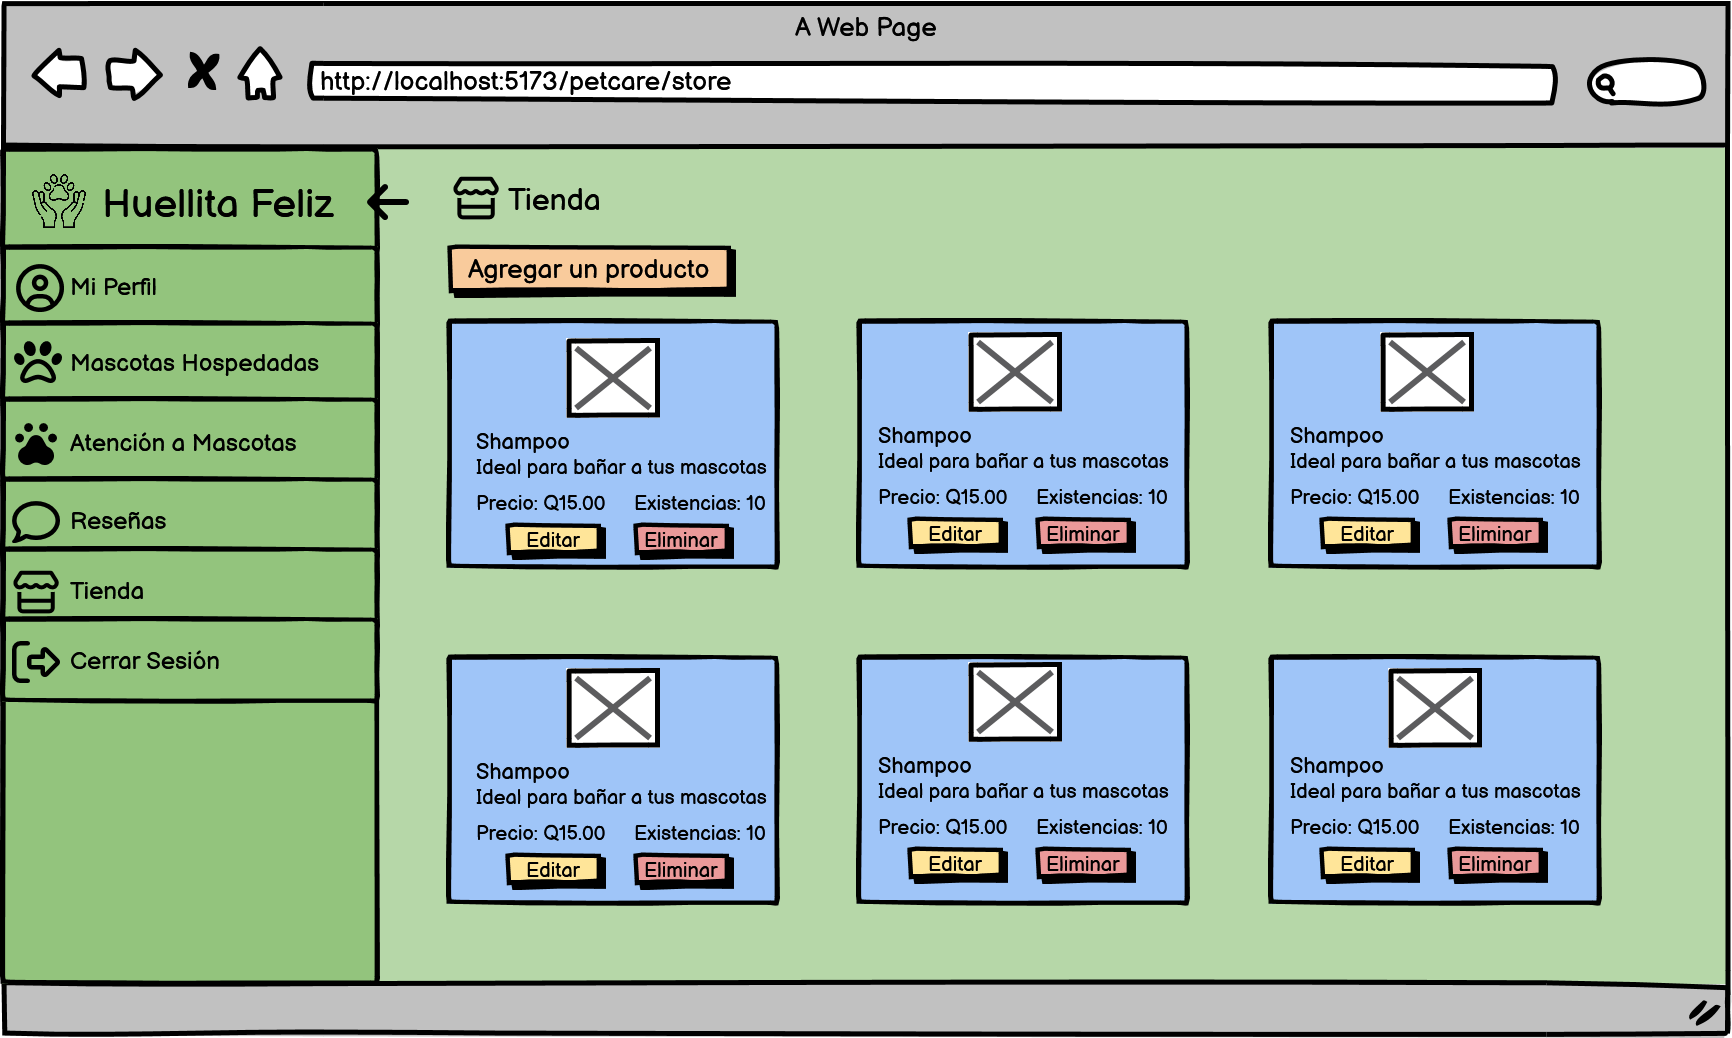 A Web Page
http://localhost:5173/petcare/store
Huellita Feliz
Mi Perfil
Mascotas Hospedadas
Atención a Mascotas
Reseñas
Tienda
Cerrar Sesión
Tienda
Agregar un producto
Shampoo
Ideal para bañar a tus mascotas
Precio: Q15.00 Existencias: 10
Editar Eliminar
Shampoo
Ideal para bañar a tus mascotas
Precio: Q15.00 Existencias: 10
Editar Eliminar
Shampoo
Ideal para bañar a tus mascotas
Precio: Q15.00 Existencias: 10
Editar Eliminar
Shampoo
Ideal para bañar a tus mascotas
Precio: Q15.00 Existencias: 10
Editar Eliminar
Shampoo
Ideal para bañar a tus mascotas
Precio: Q15.00 Existencias: 10
Editar Eliminar
Shampoo
Ideal para bañar a tus mascotas
Precio: Q15.00 Existencias: 10
Editar Eliminar